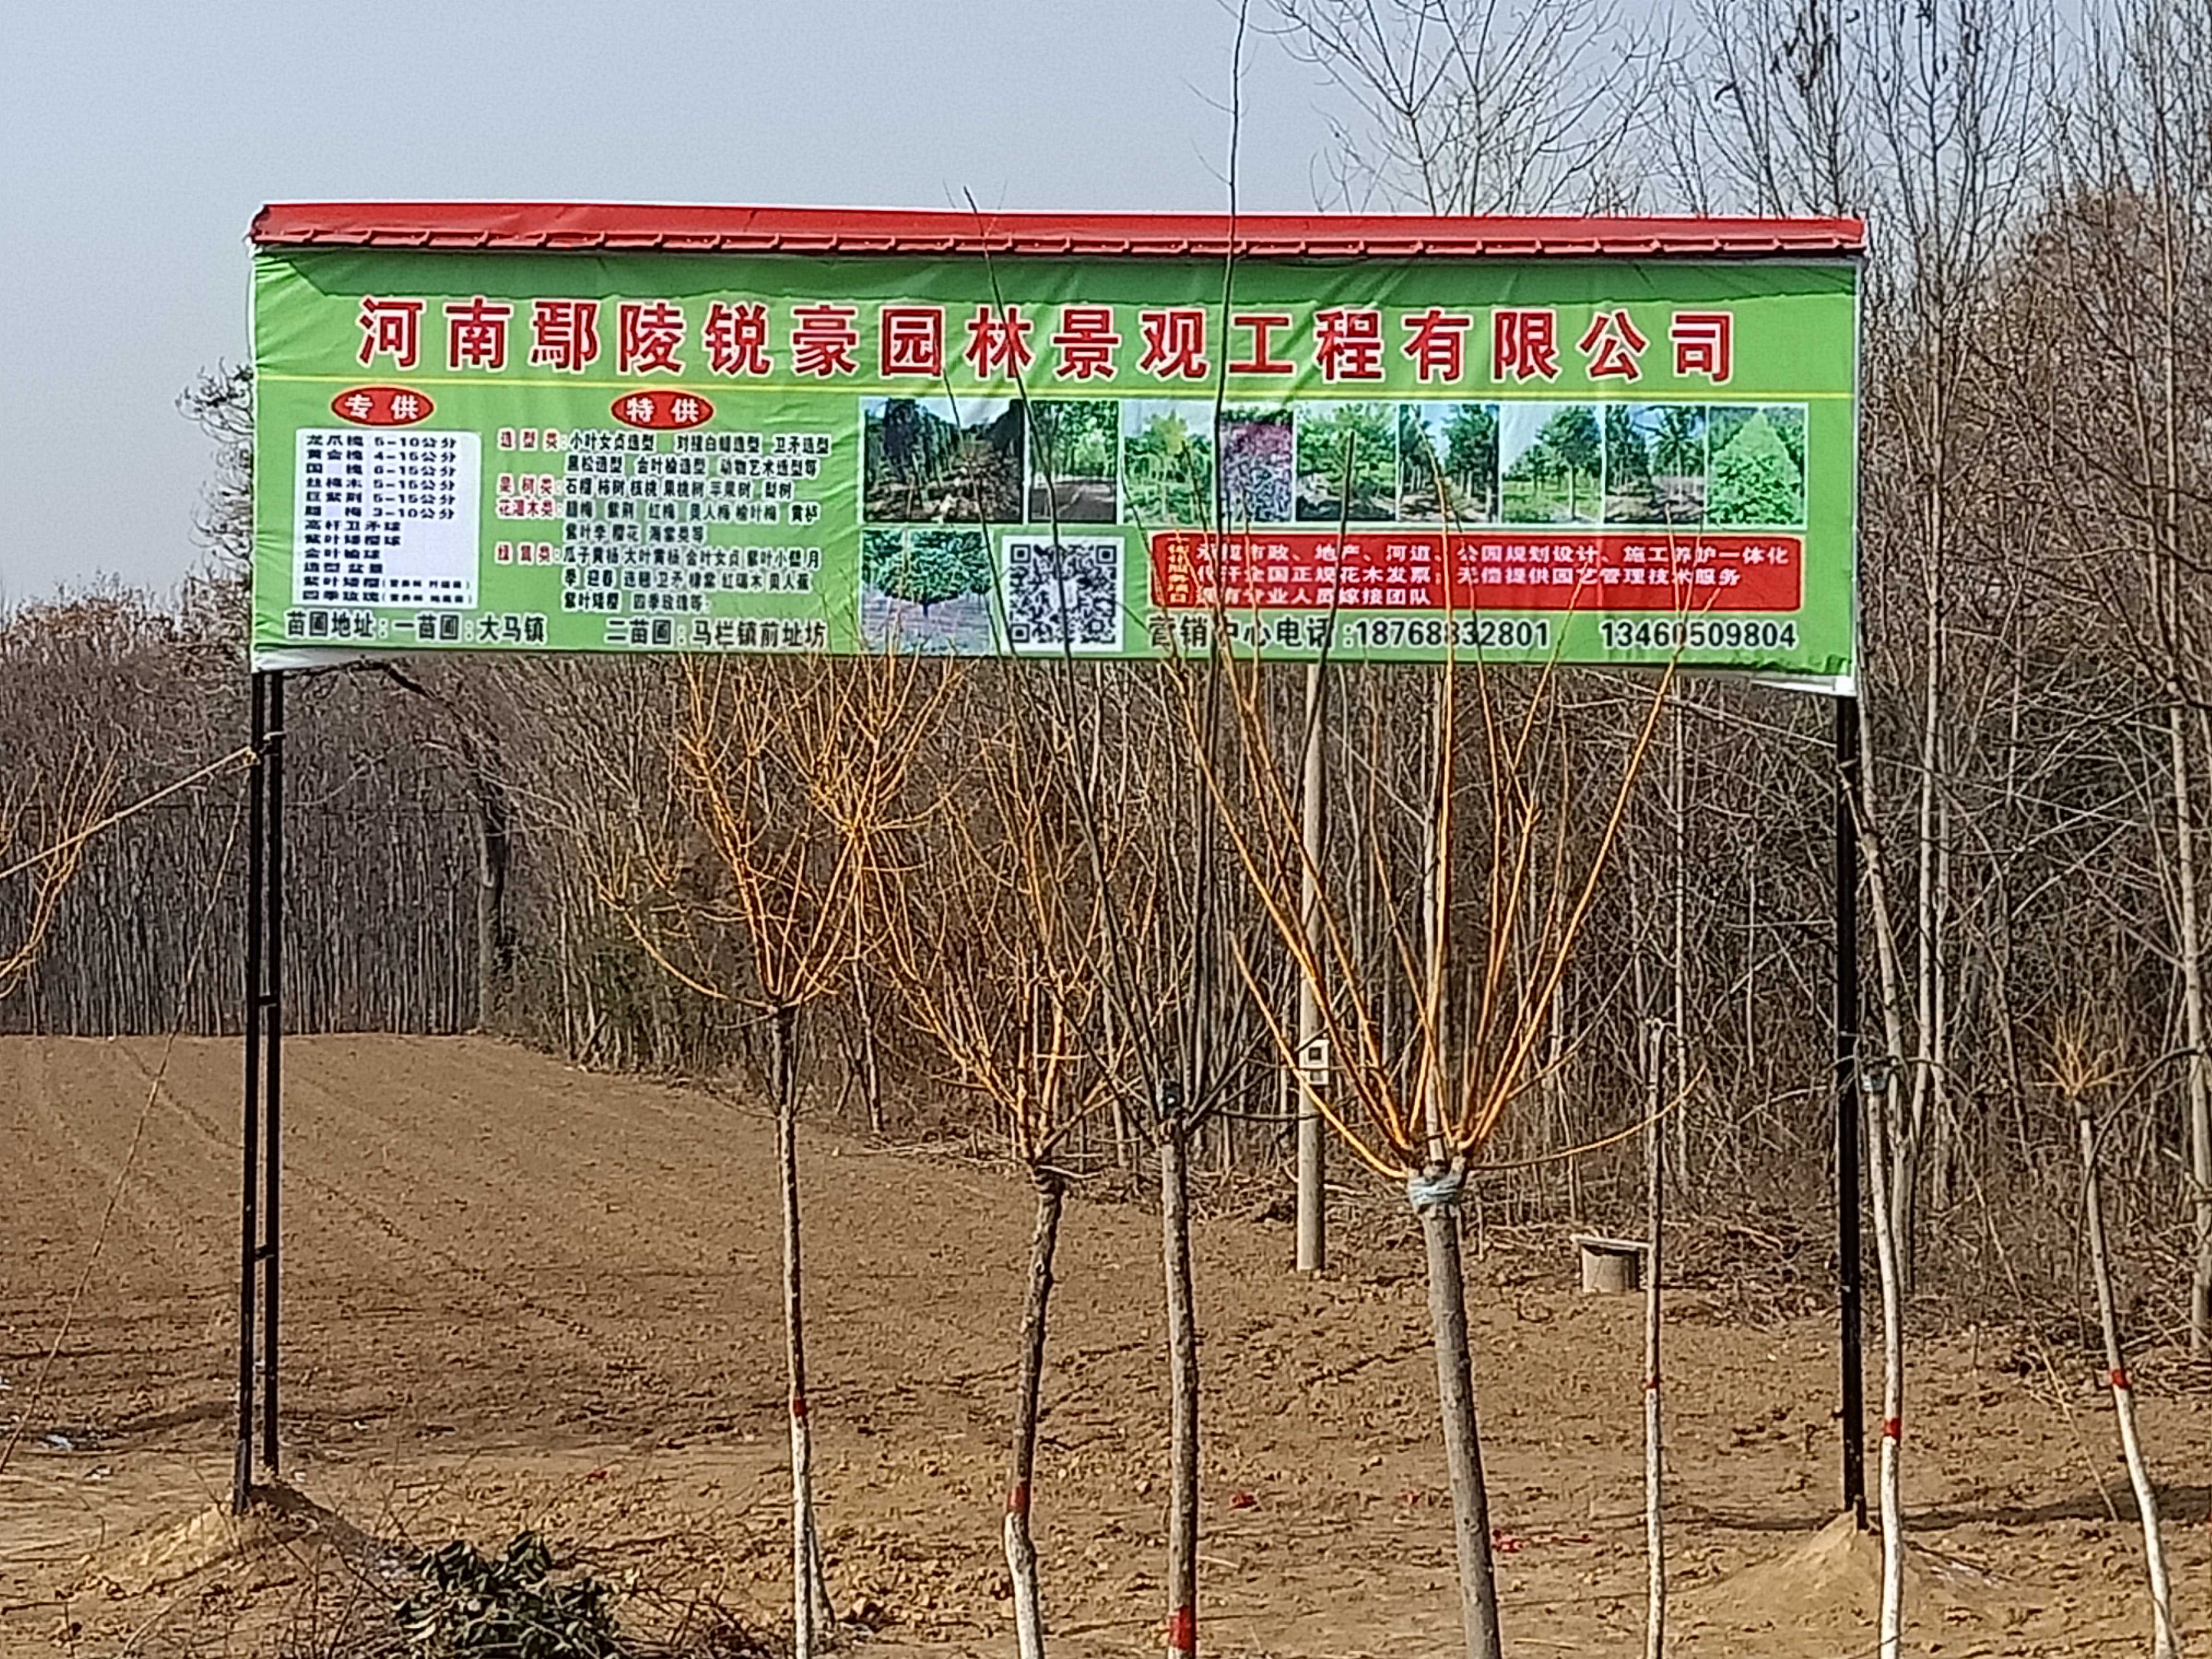 河南鄢陵锐豪园林景观工程有限公司
专供
龙爪槐 5-10公分
黄金槐 4-15公分
国槐 6-15公分
丝棉木 5-15公分
巨紫荆 5-15公分
腊梅 3-10公分
高杆卫矛球
紫叶矮樱球
金叶榆球
造型盆景
紫叶矮樱
四季玫瑰
特供
造型类:小叶女贞造型 对接白蜡造型 卫矛造型
黑松造型 金叶榆造型 动物艺术造型等
果树类:石榴 柿树 核桃 果桃树 苹果树 梨树
花灌木类:腊梅 紫荆 红梅 美人梅 榆叶梅 黄栌
紫叶李 樱花 海棠类等
绿篱类:瓜子黄杨 大叶黄杨 金叶女贞 紫叶小檗 月
季 迎春 连翘 卫矛 棣棠 红瑞木 美人蕉
紫叶矮樱 四季玫瑰等
承揽市政、地产、河道、公园规划设计、施工养护一体化
代开全国正规花木发票;无偿提供园艺管理技术服务
专业人员嫁接团队
苗圃地址:一苗圃:大马镇 二苗圃:马栏镇前址坊
营销中心电话:18768832801 13460509804